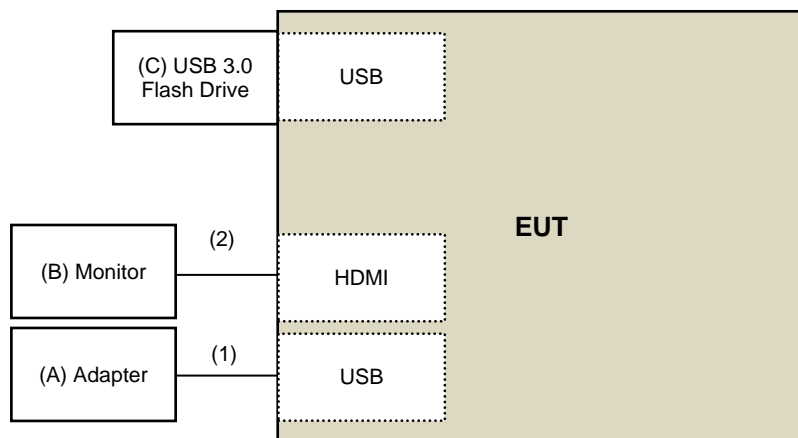 (C) USB 3.0
Flash Drive
USB
EUT
(2)
(B) Monitor
HDMI
(1)
(A) Adapter
USB